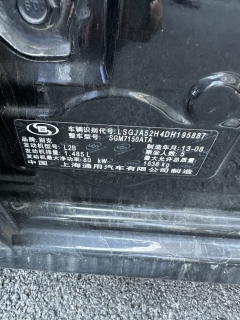 车辆识别代号: LSGJA52H4DH195887
整车型号: SGM7150ATA
品牌: 别克
制造年月 13-08
发动机型号: L2B
乘坐人数 5
发动机排量 1.485 L
发动机最大净功率: 80 kW
最大允许总质量 1638 kg
中国 上海通用汽车有限公司制造